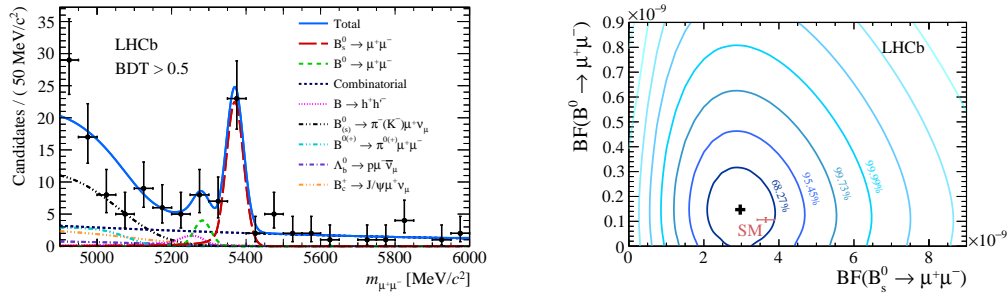 Candidates / ( 50 MeV/c²)
35
30
25
20
15
10
5
0
LHCb
BDT > 0.5
Total
B⁰ₛ → μ⁺μ⁻
B⁰ → μ⁺μ⁻
Combinatorial
B → h⁺h'⁻
B⁰₍ₛ₎ → π⁻(K⁻)μ⁺ν_μ
B⁰⁽⁺⁾ → π⁰⁽⁺⁾μ⁺μ⁻
Λ⁰_b → pμ⁻ν̄_μ
B⁺_c → J/ψμ⁺ν_μ
5000 5200 5400 5600 5800 6000
m_μ⁺μ⁻ [MeV/c²]
×10⁻⁹
BF(B⁰ → μ⁺μ⁻)
0.9
0.8
0.7
0.6
0.5
0.4
0.3
0.2
0.1
0
LHCb
68.27%
95.45%
99.73%
99.99%
SM
0 2 4 6 8
×10⁻⁹
BF(B⁰ₛ → μ⁺μ⁻)